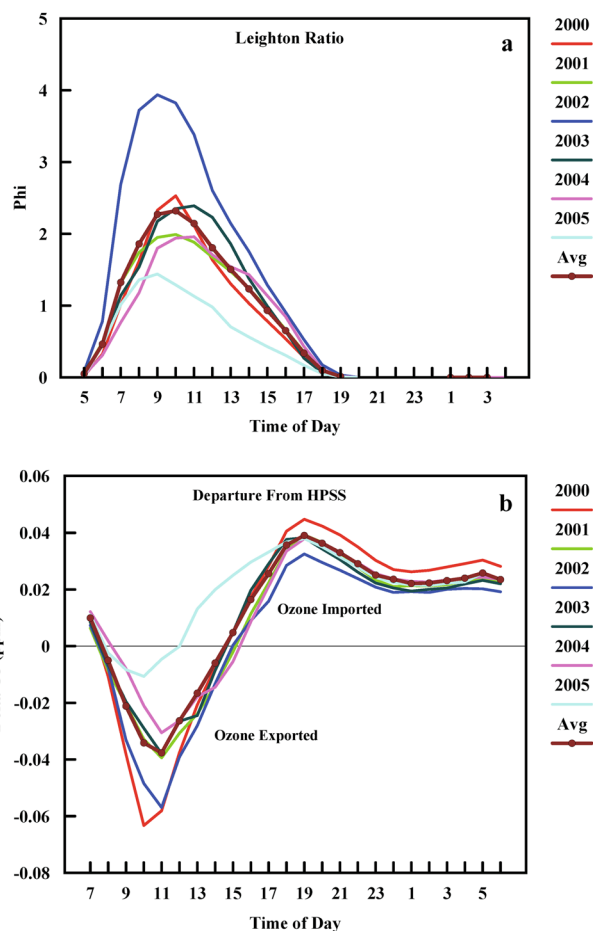 5
Leighton Ratio
a
2000
2001
4
2002
3
2003
Phi
2004
2
2005
1
Avg
0
5 7 9 11 13 15 17 19 21 23 1 3
Time of Day
0.06
Departure From HPSS
b
2000
0.04
2001
0.02
Ozone Imported
2002
0
2003
-0.02
2004
Ozone Exported
-0.04
2005
-0.06
Avg
-0.08
7 9 11 13 15 17 19 21 23 1 3 5
Time of Day